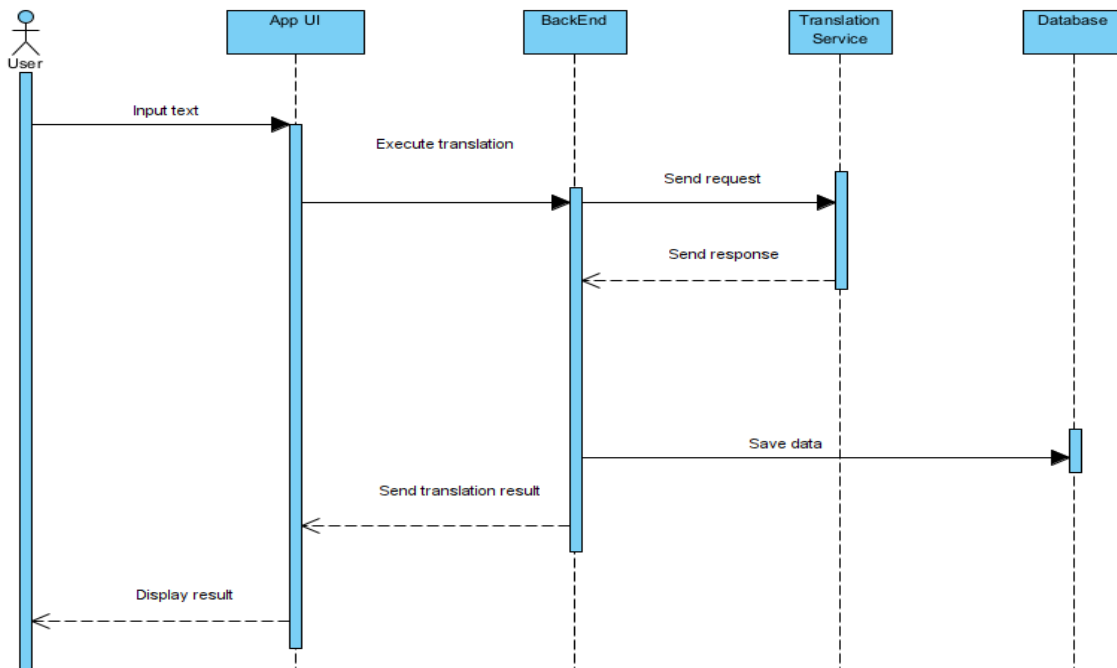 App UI
BackEnd
Translation
Service
Database
User
Input text
Execute translation
Send request
Send response
Save data
Send translation result
Display result